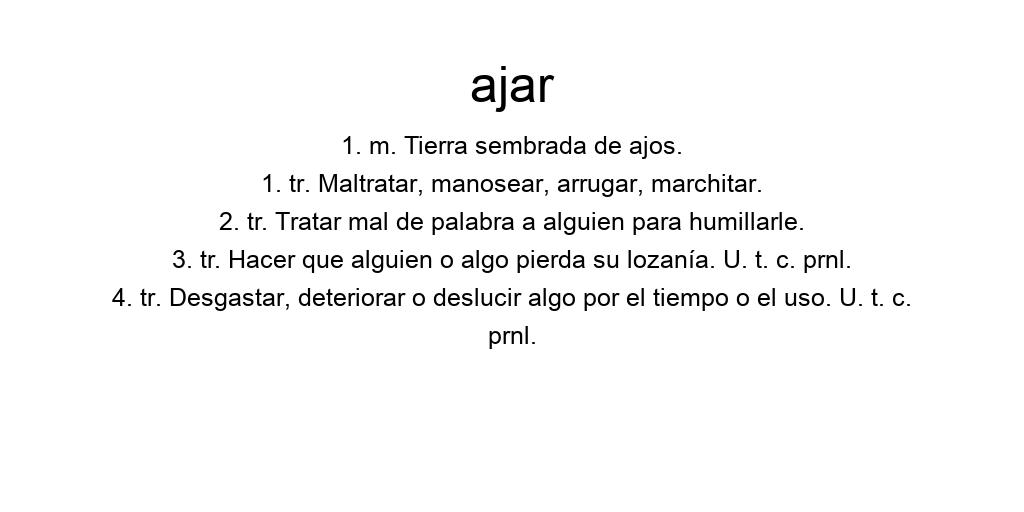 ajar
1. m. Tierra sembrada de ajos.
1. tr. Maltratar, manosear, arrugar, marchitar.
2. tr. Tratar mal de palabra a alguien para humillarle.
3. tr. Hacer que alguien o algo pierda su lozanía. U. t. c. prnl.
4. tr. Desgastar, deteriorar o deslucir algo por el tiempo o el uso. U. t. c.
prnl.